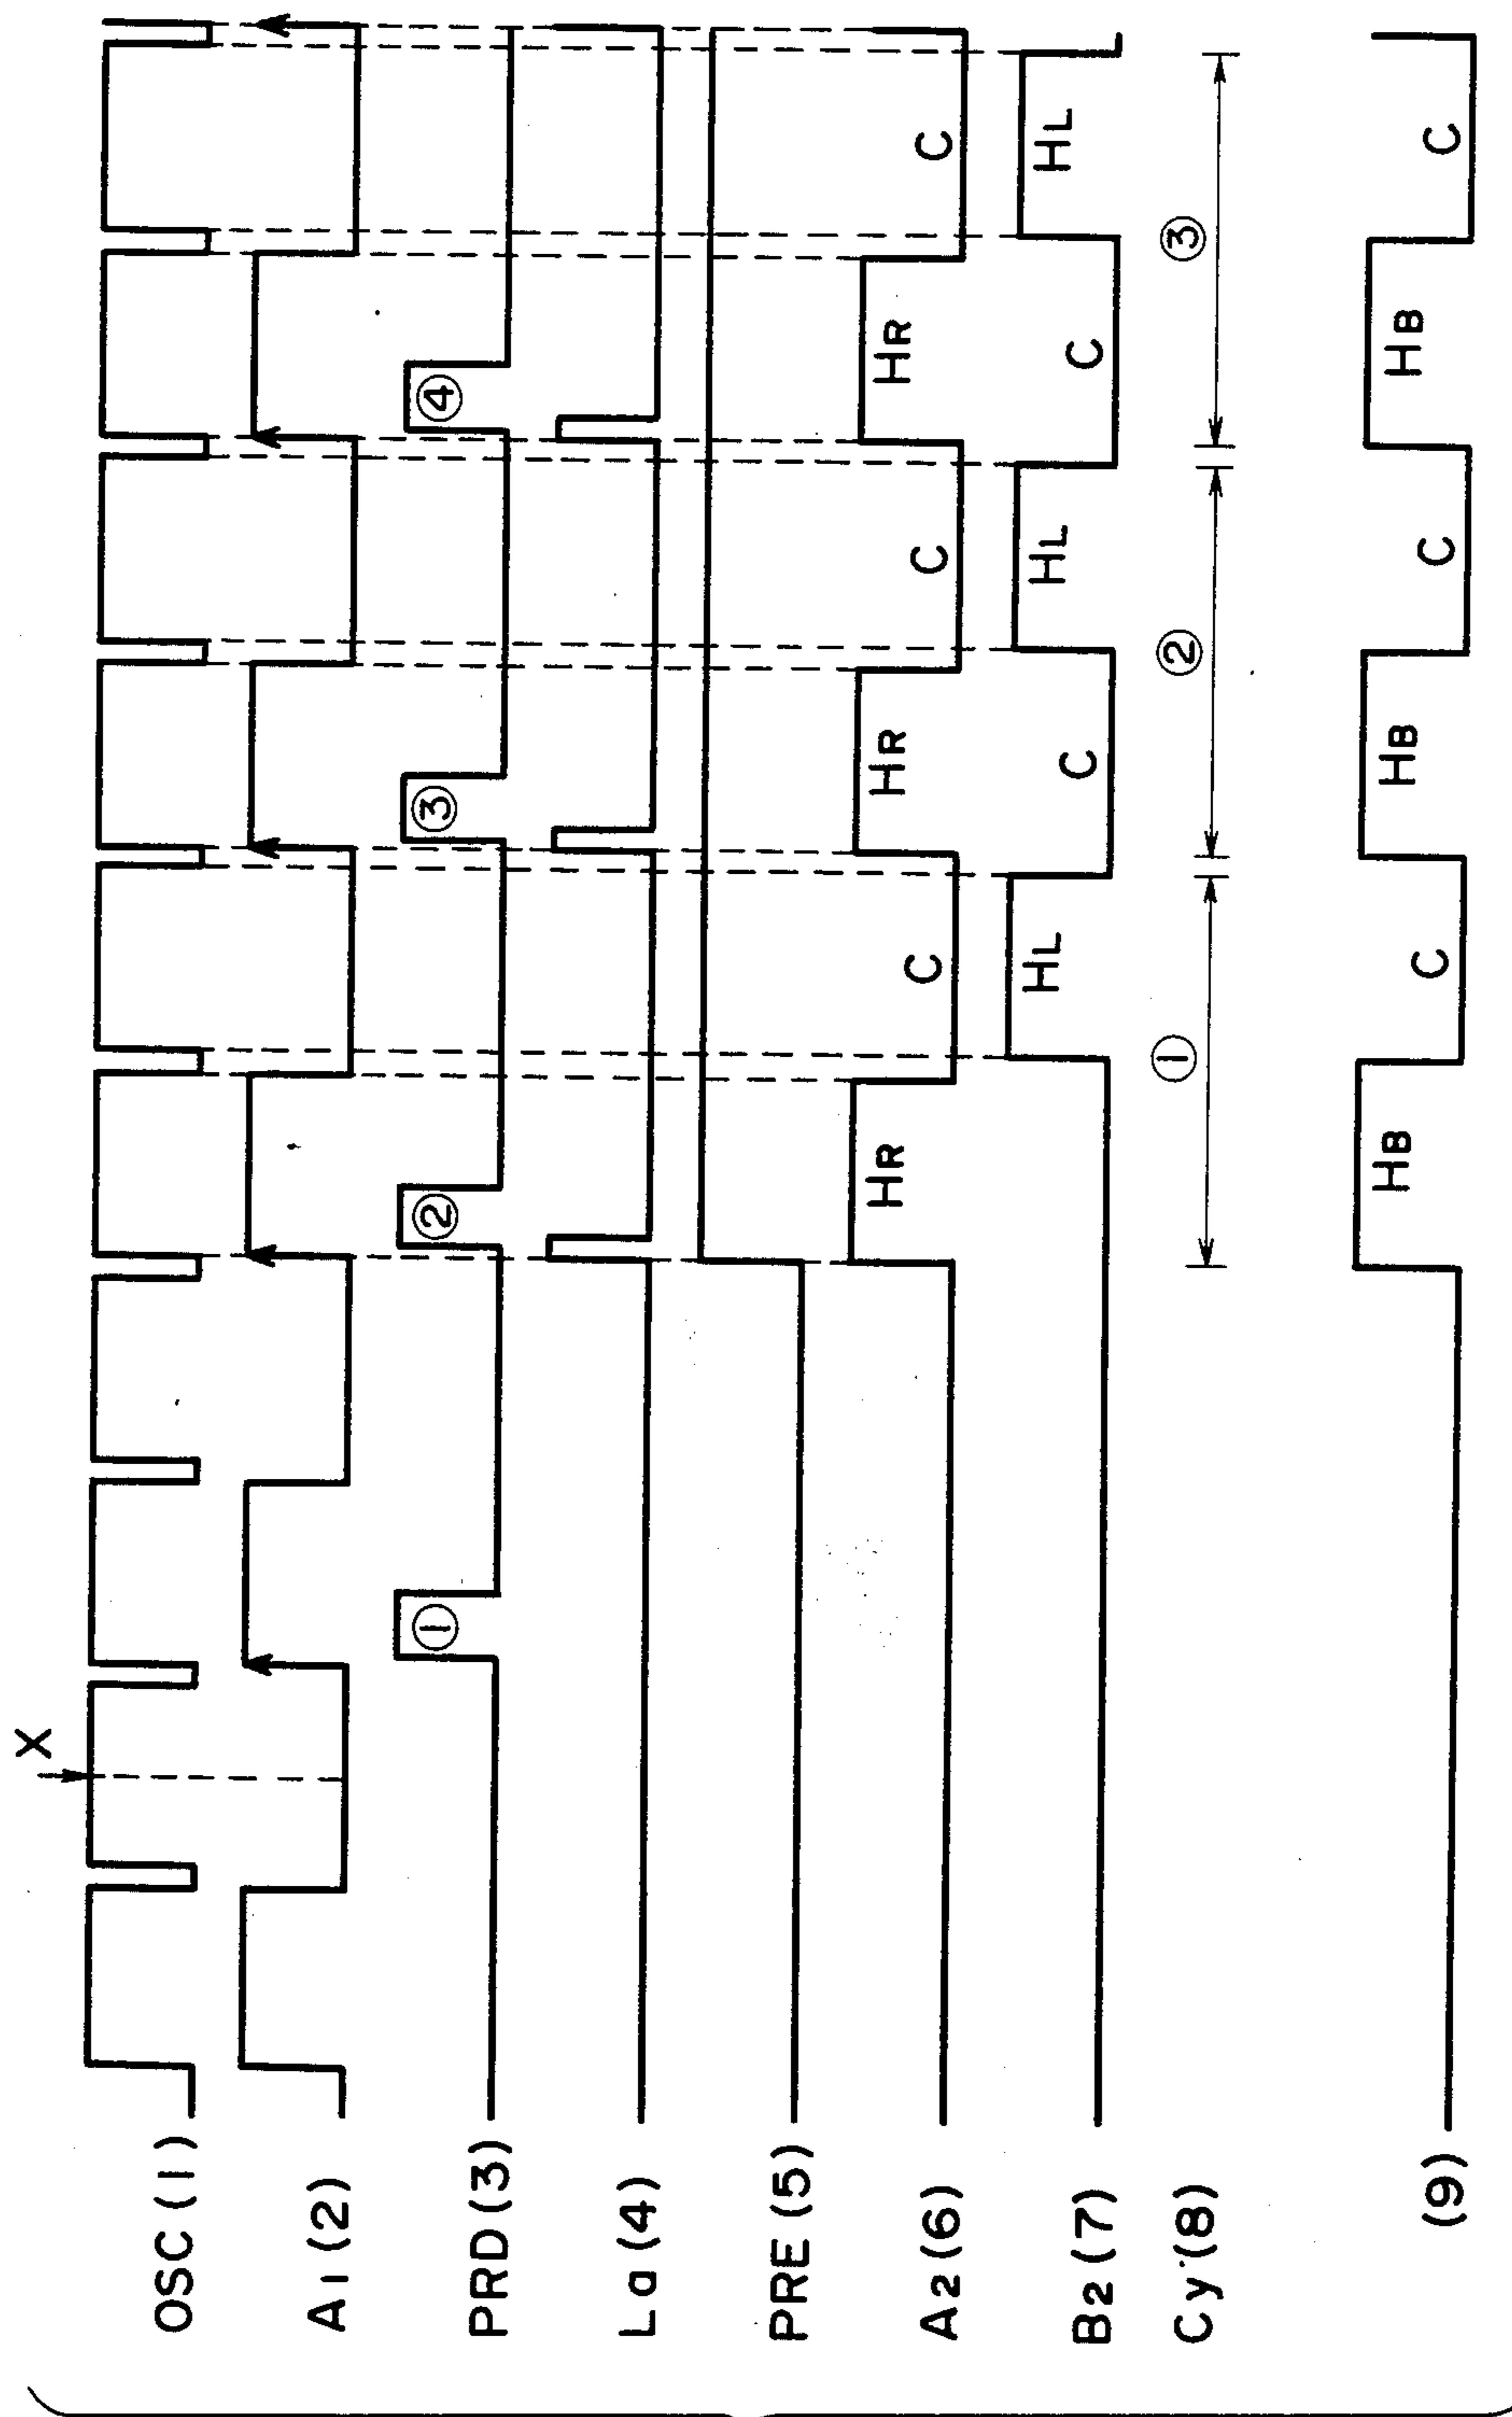 X
OSC (1)
A1 (2)
PRD (3) ① ② ③ ④
La (4)
PRE (5)
A2 (6) HR C HR C HR C
B2 (7) HL C HL C HL
Cy (8) ① ② ③
(9) HB C HB C HB C